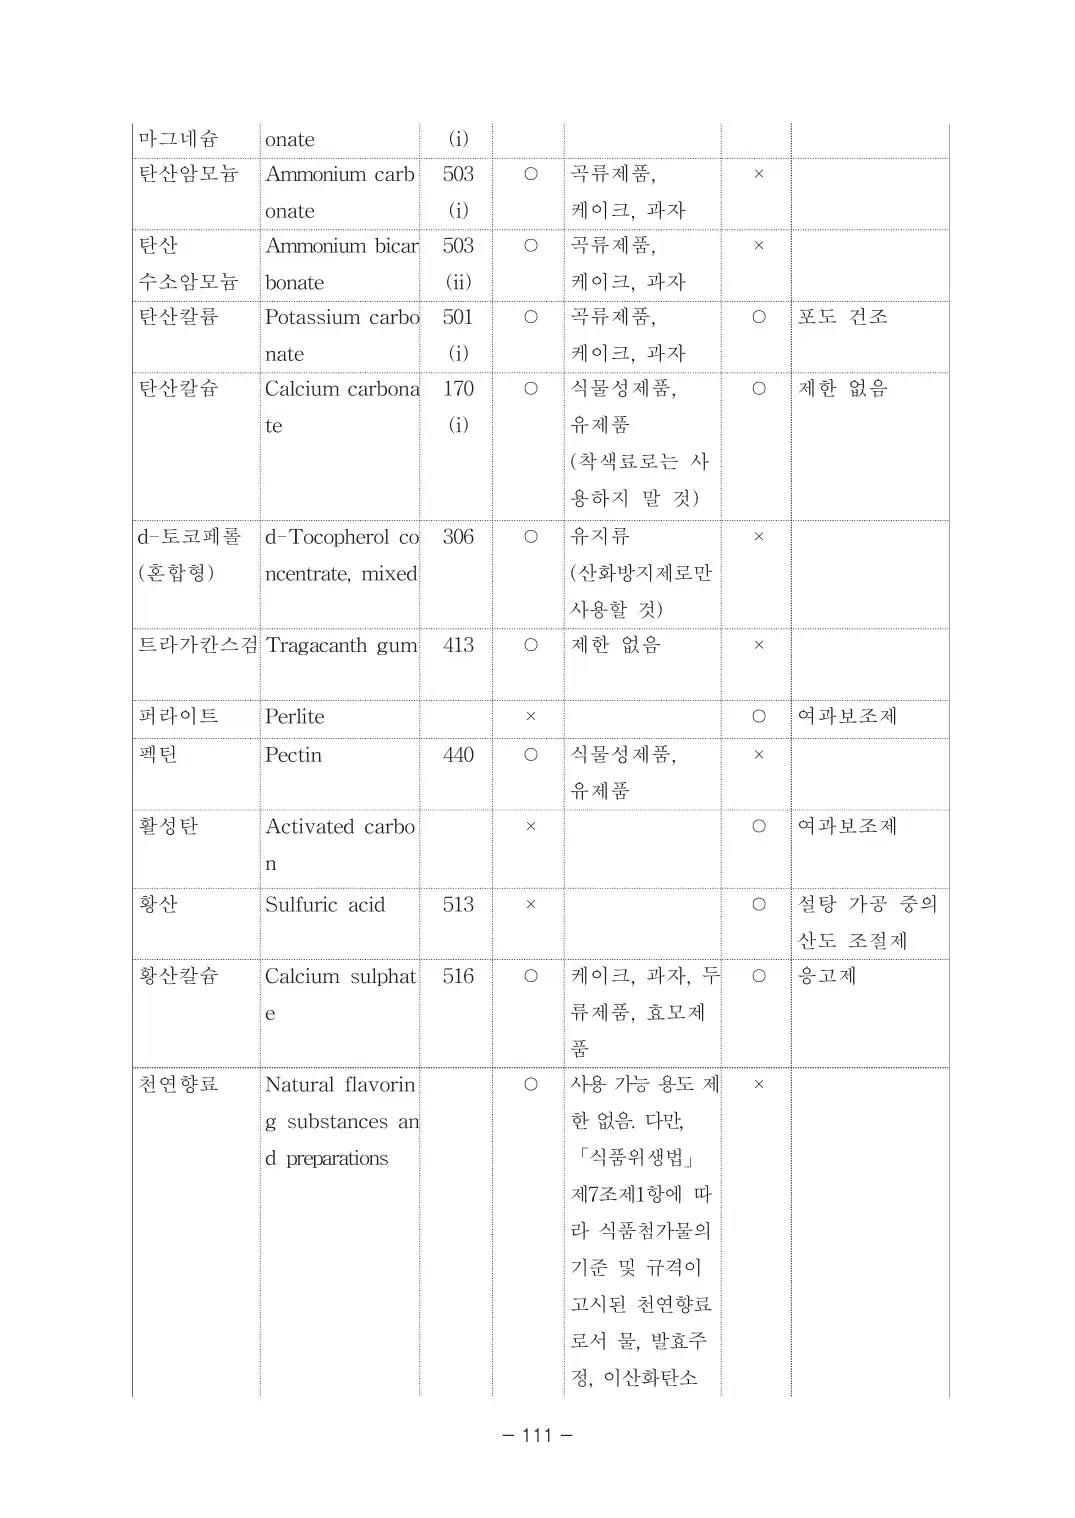 마그네슘 onate (i)
탄산암모늄 Ammonium carb 503 ○ 곡류제품, ×
onate (i) 케이크, 과자
탄산 Ammonium bicar 503 ○ 곡류제품, ×
수소암모늄 bonate (ii) 케이크, 과자
탄산칼륨 Potassium carbo 501 ○ 곡류제품, ○ 포도 건조
nate (i) 케이크, 과자
탄산칼슘 Calcium carbona 170 ○ 식물성제품, ○ 제한 없음
te (i) 유제품
(착색료로는 사
용하지 말 것)
d-토코페롤 d-Tocopherol co 306 ○ 유지류 ×
(혼합형) ncentrate, mixed (산화방지제로만
사용할 것)
트라가칸스검 Tragacanth gum 413 ○ 제한 없음 ×
퍼라이트 Perlite × ○ 여과보조제
펙틴 Pectin 440 ○ 식물성제품, ×
유제품
활성탄 Activated carbo × ○ 여과보조제
n
황산 Sulfuric acid 513 × ○ 설탕 가공 중의
산도 조절제
황산칼슘 Calcium sulphat 516 ○ 케이크, 과자, 두 ○ 응고제
e 류제품, 효모제
품
천연향료 Natural flavorin ○ 사용 가능 용도 제 ×
g substances an 한 없음. 다만,
d preparations 「식품위생법」
제7조제1항에 따
라 식품첨가물의
기준 및 규격이
고시된 천연향료
로서 물, 발효주
정, 이산화탄소
- 111 -